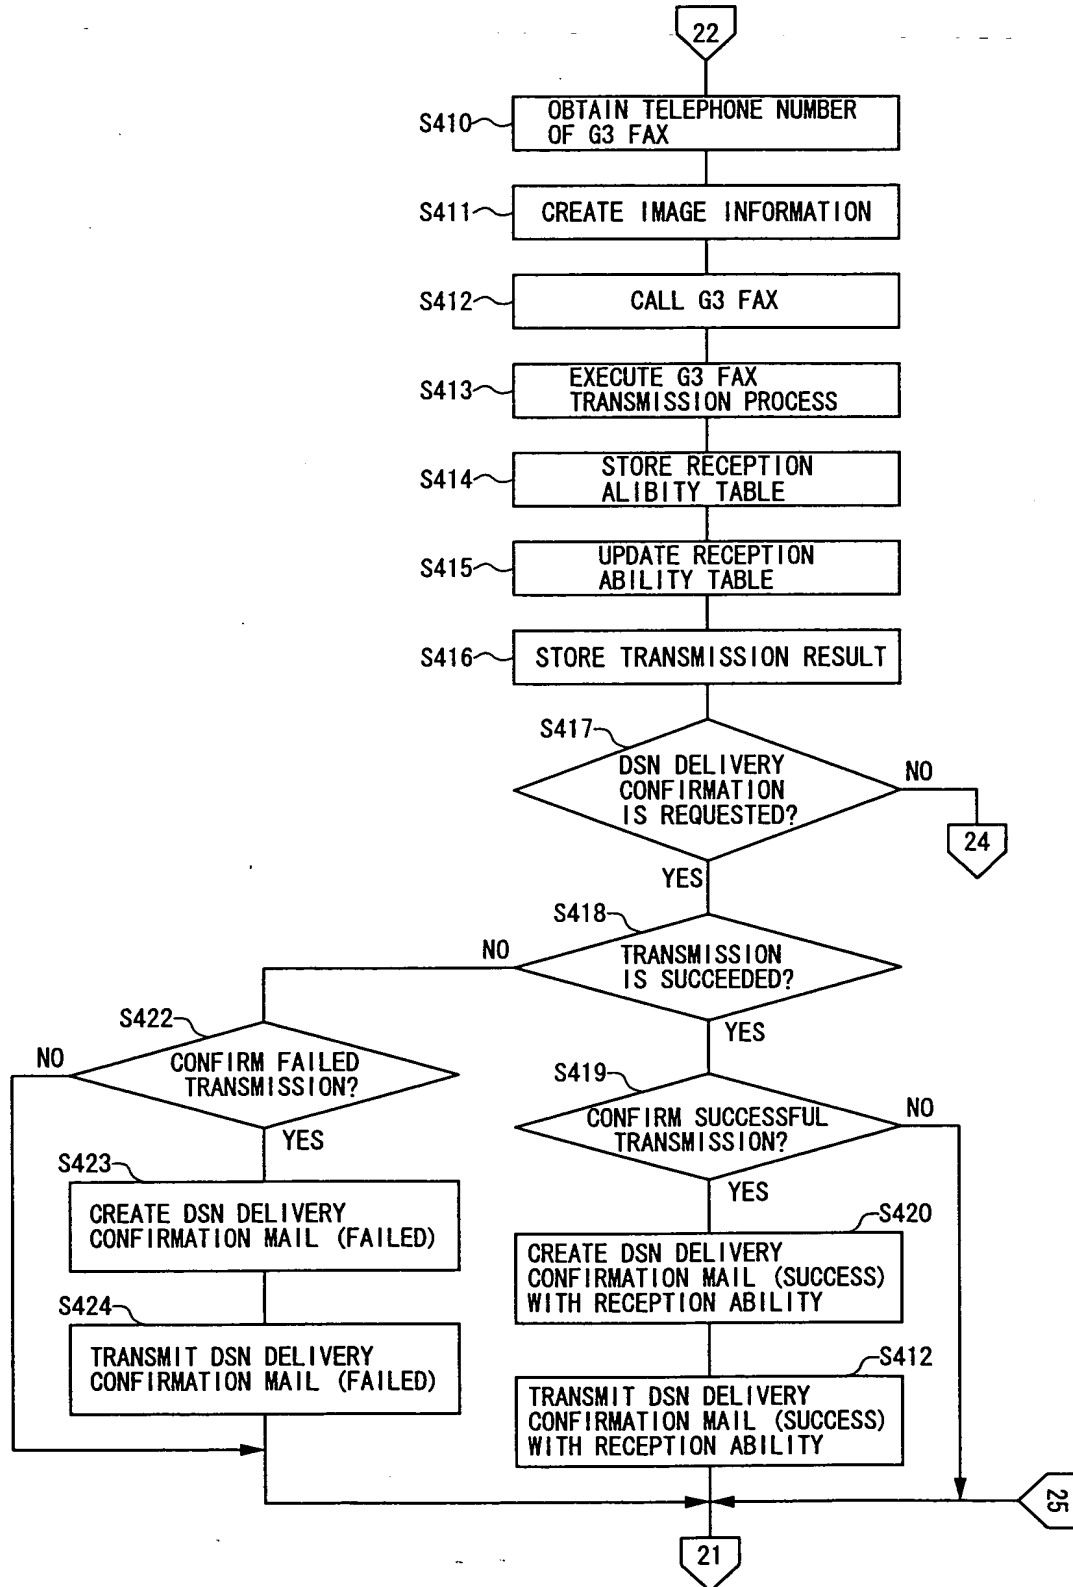 22
S410
OBTAIN TELEPHONE NUMBER
OF G3 FAX
S411
CREATE IMAGE INFORMATION
S412
CALL G3 FAX
S413
EXECUTE G3 FAX
TRANSMISSION PROCESS
S414
STORE RECEPTION
ALIBITY TABLE
S415
UPDATE RECEPTION
ABILITY TABLE
S416
STORE TRANSMISSION RESULT
S417
DSN DELIVERY
CONFIRMATION
IS REQUESTED?
NO
24
YES
S418
TRANSMISSION
IS SUCCEEDED?
NO
YES
S422
CONFIRM FAILED
TRANSMISSION?
NO
YES
S419
CONFIRM SUCCESSFUL
TRANSMISSION?
NO
YES
S423
CREATE DSN DELIVERY
CONFIRMATION MAIL (FAILED)
S420
CREATE DSN DELIVERY
CONFIRMATION MAIL (SUCCESS)
WITH RECEPTION ABILITY
S424
TRANSMIT DSN DELIVERY
CONFIRMATION MAIL (FAILED)
S412
TRANSMIT DSN DELIVERY
CONFIRMATION MAIL (SUCCESS)
WITH RECEPTION ABILITY
25
21